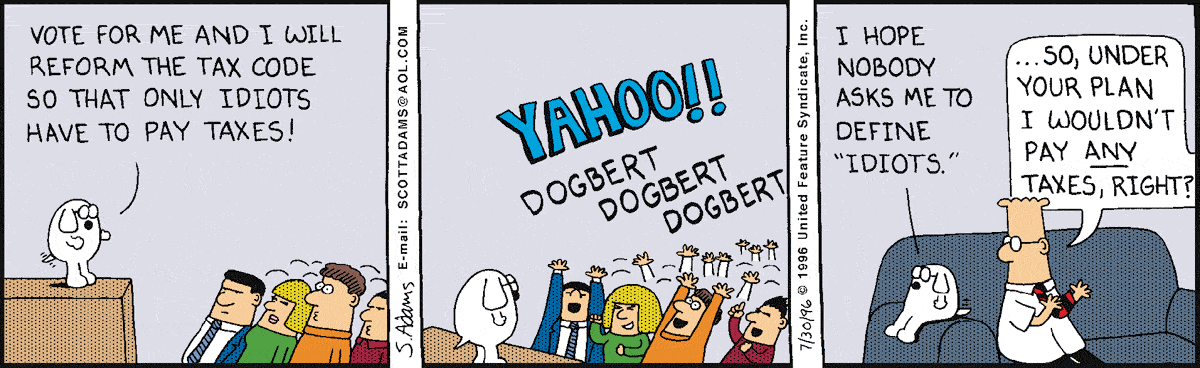 VOTE FOR ME AND I WILL
REFORM THE TAX CODE
SO THAT ONLY IDIOTS
HAVE TO PAY TAXES!
S. Adams E-mail: SCOTTADAMS@AOL.COM
YAHOO!!
DOGBERT
DOGBERT
DOGBERT
7/30/96 © 1996 United Feature Syndicate, Inc.
I HOPE
NOBODY
ASKS ME TO
DEFINE
"IDIOTS."
...SO, UNDER
YOUR PLAN
I WOULDN'T
PAY ANY
TAXES, RIGHT?